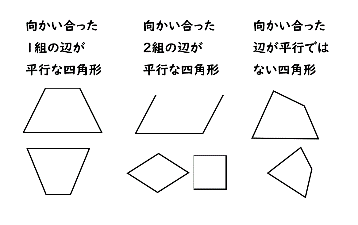 向かい合った
1組の辺が
平行な四角形
向かい合った
2組の辺が
平行な四角形
向かい合った
辺が平行では
ない四角形